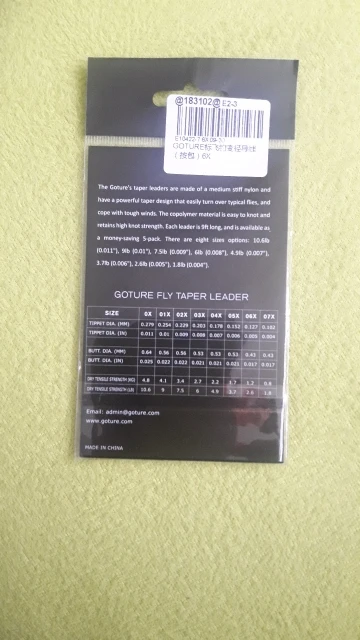 @183102@ E2-3
GOTURE
6X
The Goture's taper leaders are made of a medium stiff nylon and
have a powerful taper design that easily turn over typical flies, and
cope with tough winds. The copolymer material is easy to knot and
retains high knot strength. Each leader is 9ft long, and is available as
a money-saving 5-pack. There are eight sizes options: 10.6lb
(0.011"), 9lb (0.01"), 7.5lb (0.009"), 6lb (0.008"), 4.9lb (0.007"),
3.7lb (0.006"), 2.6lb (0.005"), 1.8lb (0.004").
GOTURE FLY TAPER LEADER
SIZE 0X 01X 02X 03X 04X 05X 06X 07X
TIPPET DIA. (MM) 0.279 0.254 0.229 0.203 0.178 0.152 0.127 0.102
TIPPET DIA. (IN) 0.011 0.01 0.009 0.008 0.007 0.006 0.005 0.004
BUTT. DIA. (MM) 0.64 0.56 0.56 0.53 0.53 0.53 0.43 0.43
BUTT. DIA. (IN) 0.025 0.022 0.022 0.021 0.021 0.021 0.017 0.017
DRY TENSILE STRENGTH (KG) 4.8 4.1 3.4 2.7 2.2 1.7 1.2 0.8
DRY TENSILE STRENGTH (LB) 10.6 9 7.5 6 4.9 3.7 2.6 1.8
Email: admin@goture.com
www.goture.com
MADE IN CHINA